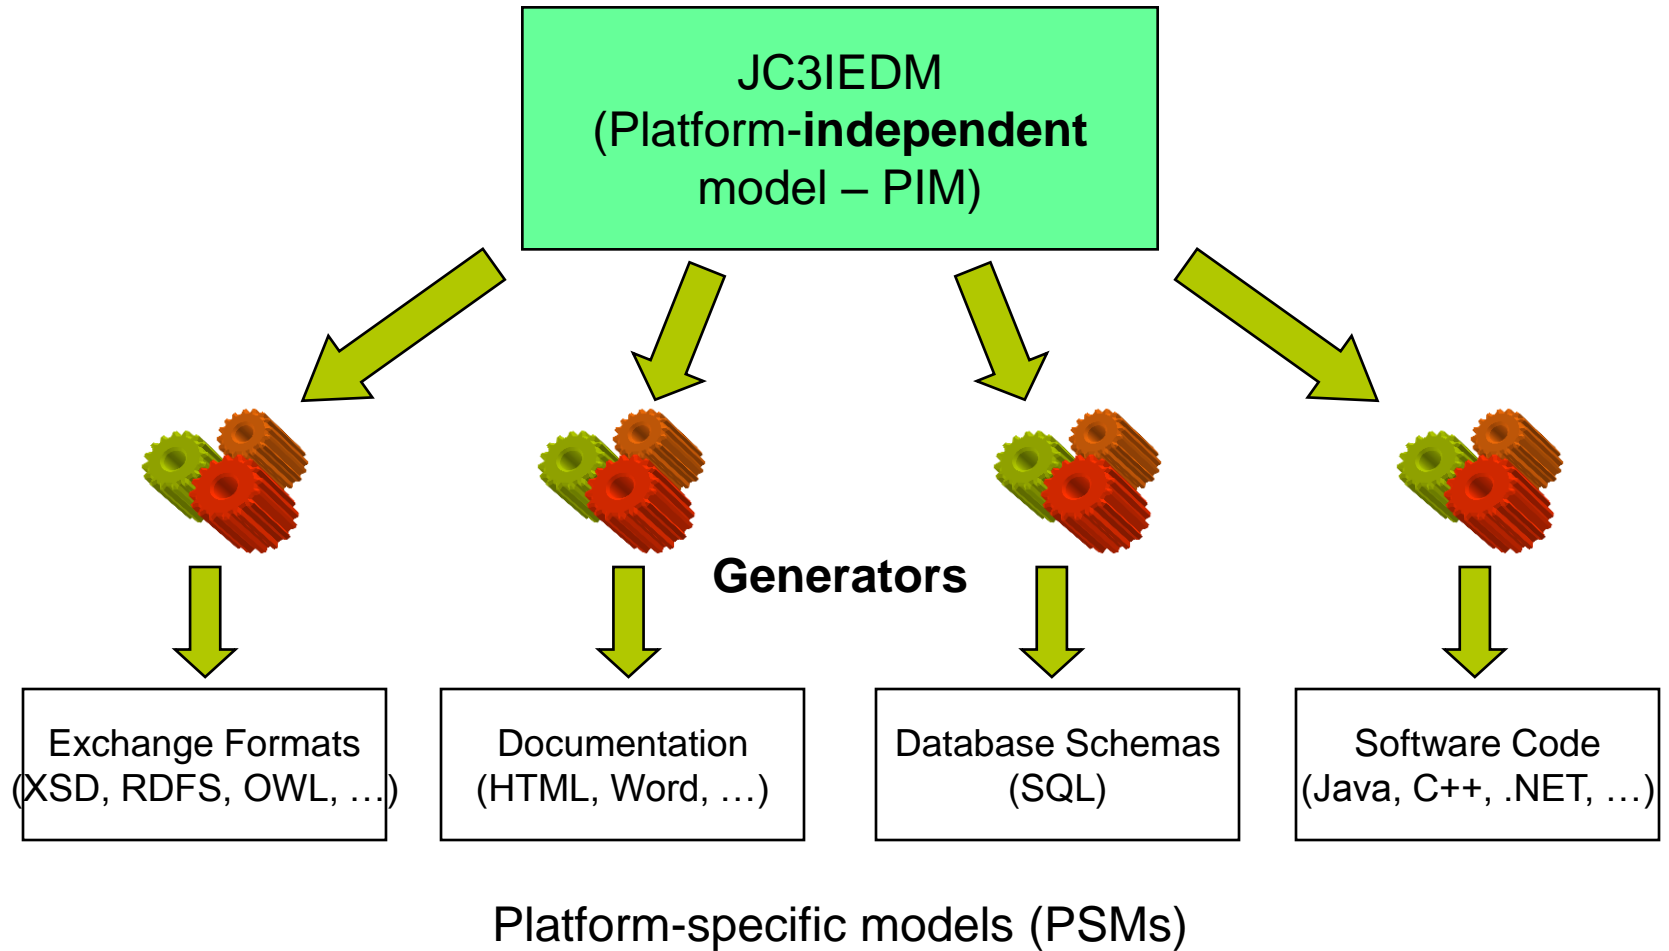 JC3IEDM
(Platform-independent
model – PIM)
Generators
Exchange Formats
(XSD, RDFS, OWL, …)
Documentation
(HTML, Word, …)
Database Schemas
(SQL)
Software Code
(Java, C++, .NET, …)
Platform-specific models (PSMs)